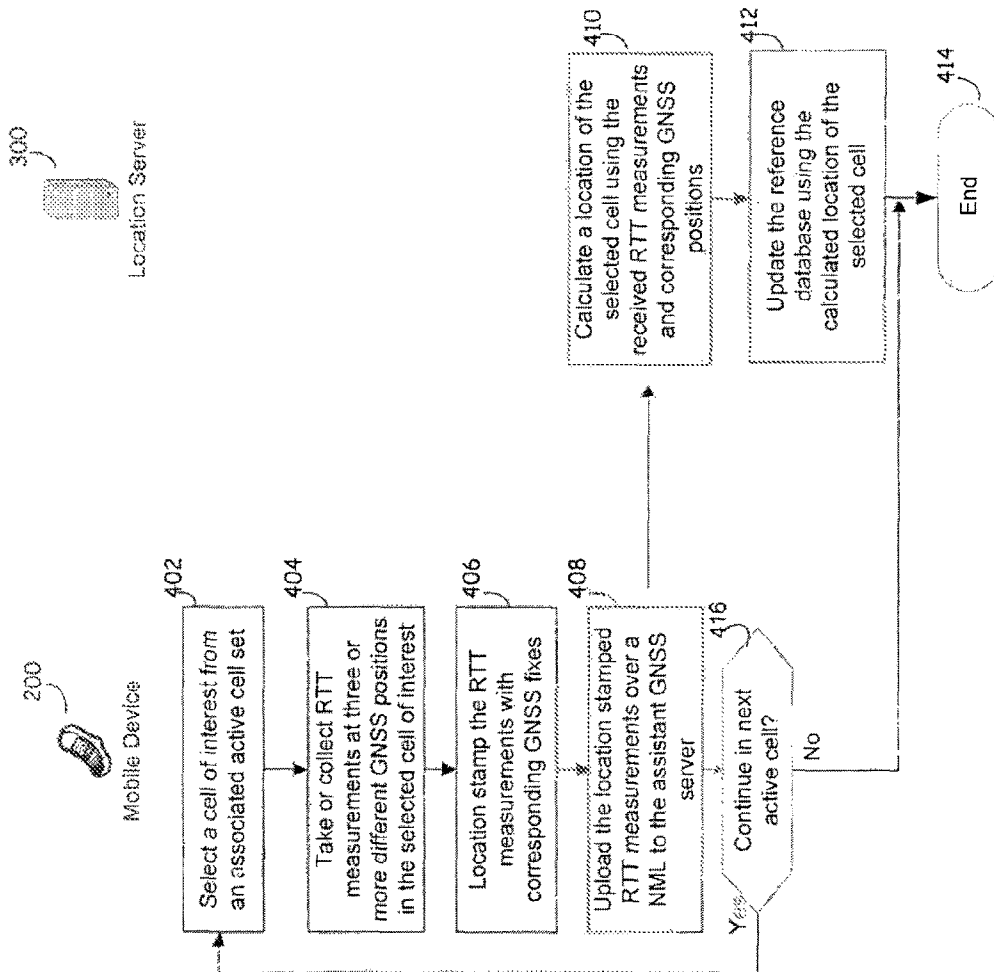 200
Mobile Device
300
Location Server
402
Select a cell of interest from
an associated active cell set
404
Take or collect RTT
measurements at three or
more different GNSS positions
in the selected cell of interest
406
Location stamp the RTT
measurements with
corresponding GNSS fixes
408
Upload the location stamped
RTT measurements over a
NML to the assistant GNSS
server
416
Continue in next
active cell?
Yes
No
410
Calculate a location of the
selected cell using the
received RTT measurements
and corresponding GNSS
positions
412
Update the reference
database using the
calculated location of the
selected cell
414
End